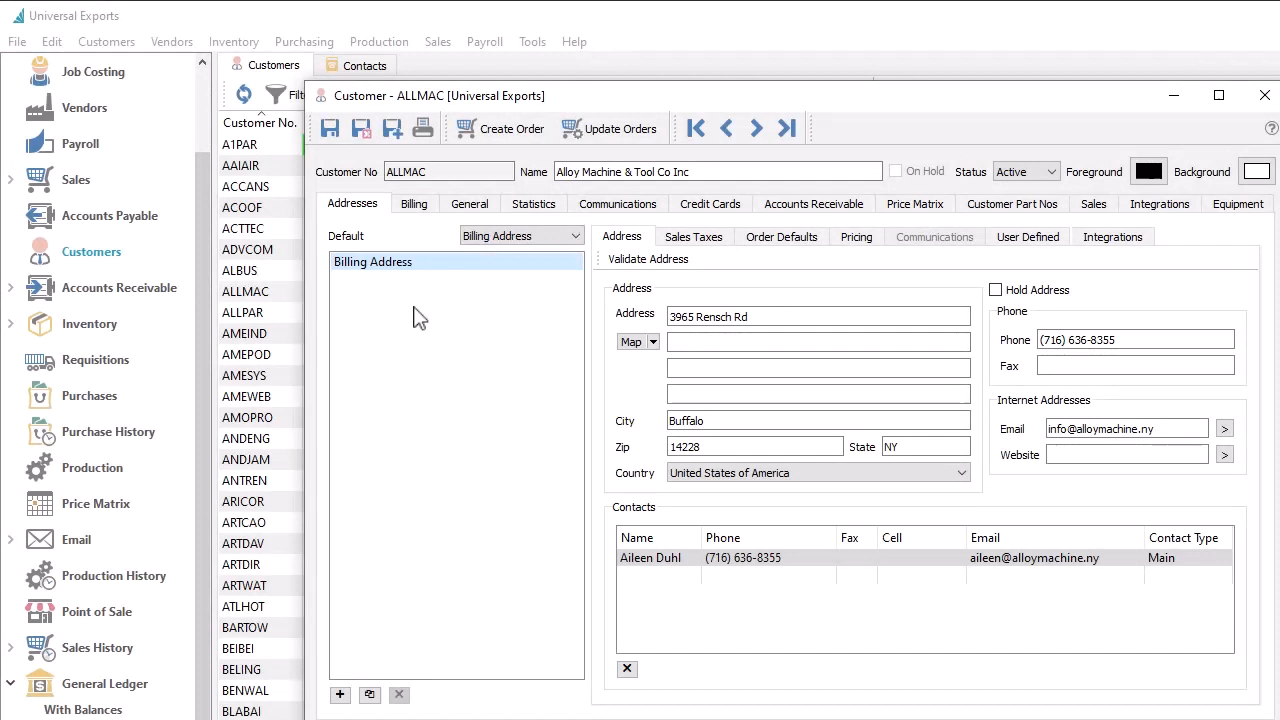 Universal Exports
File Edit Customers Vendors Inventory Purchasing Production Sales Payroll Tools Help
Job Costing
Vendors
Payroll
Sales
Accounts Payable
Customers
Accounts Receivable
Inventory
Requisitions
Purchases
Purchase History
Production
Price Matrix
Email
Production History
Point of Sale
Sales History
General Ledger
With Balances
Customers Contacts
Customer No.
A1PAR
AAIAIR
ACCANS
ACOOF
ACTTEC
ADVCOM
ALBUS
ALLMAC
ALLPAR
AMEIND
AMEPOD
AMESYS
AMEWEB
AMOPRO
ANDENG
ANDJAM
ANTREN
ARICOR
ARTCAO
ARTDAV
ARTDIR
ARTWAT
ATLHOT
BARTOW
BEIBEI
BELING
BENWAL
BLABAI
Customer - ALLMAC [Universal Exports]
Create Order Update Orders
Customer No ALLMAC Name Alloy Machine & Tool Co Inc On Hold Status Active Foreground Background
Addresses Billing General Statistics Communications Credit Cards Accounts Receivable Price Matrix Customer Part Nos Sales Integrations Equipment
Default Billing Address
Billing Address
Address Sales Taxes Order Defaults Pricing Communications User Defined Integrations
Validate Address
Address
Address 3965 Rensch Rd
Map
City Buffalo
Zip 14228 State NY
Country United States of America
Hold Address
Phone
Phone (716) 636-8355
Fax
Internet Addresses
Email info@alloymachine.ny >
Website >
Contacts
Name Phone Fax Cell Email Contact Type
Aileen Duhl (716) 636-8355 aileen@alloymachine.ny Main